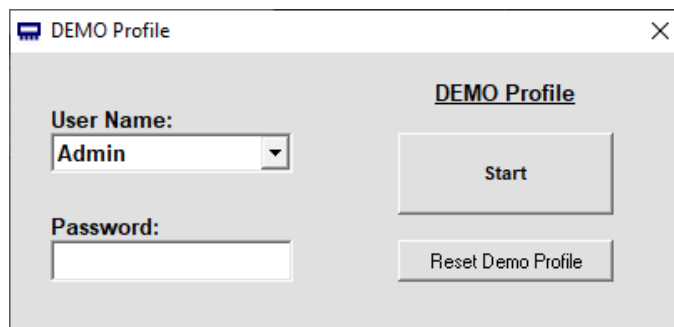 DEMO Profile
DEMO Profile
User Name:
Admin
Start
Password:
Reset Demo Profile